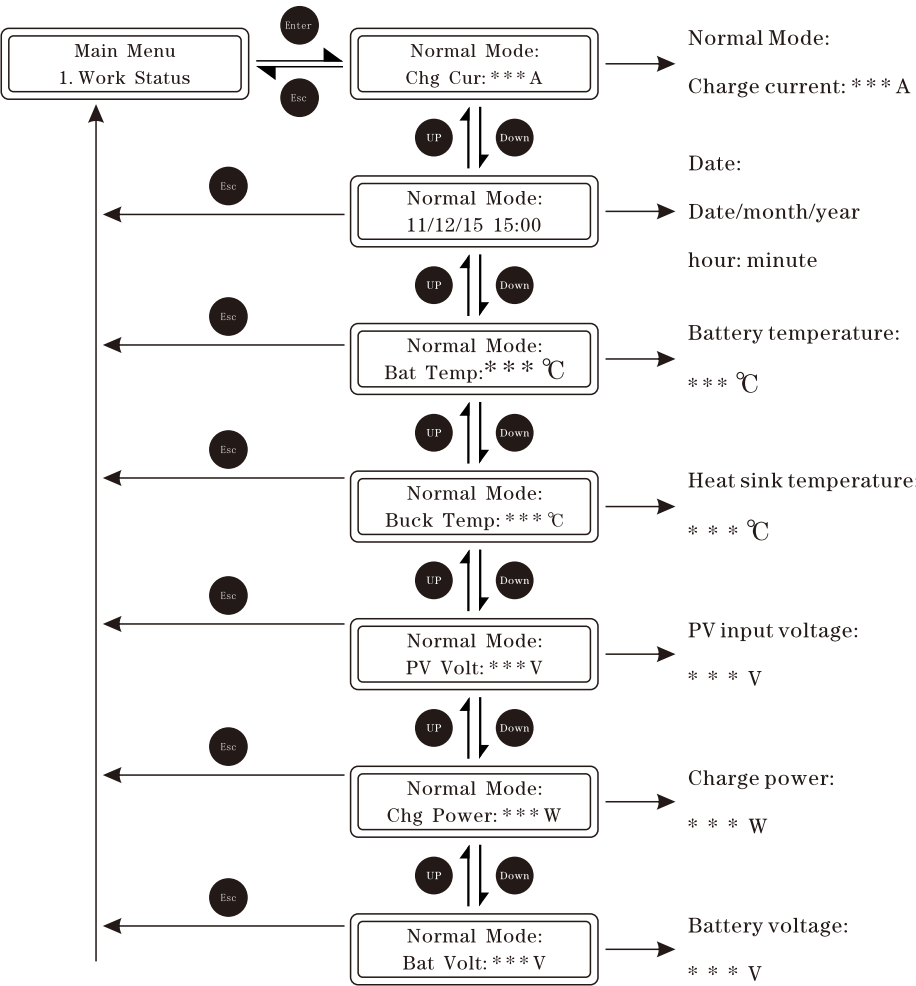 Enter
Main Menu
1. Work Status
Normal Mode:
Chg Cur: ***A
Normal Mode:
Charge current: ***A
Esc
UP
Down
Esc
Normal Mode:
11/12/15 15:00
Date:
Date/month/year
hour: minute
UP
Down
Esc
Normal Mode:
Bat Temp:***℃
Battery temperature:
*** ℃
UP
Down
Esc
Normal Mode:
Buck Temp: ***℃
Heat sink temperature:
* * * ℃
UP
Down
Esc
Normal Mode:
PV Volt: ***V
PV input voltage:
* * * V
UP
Down
Esc
Normal Mode:
Chg Power: ***W
Charge power:
* * * W
UP
Down
Esc
Normal Mode:
Bat Volt: ***V
Battery voltage:
* * * V